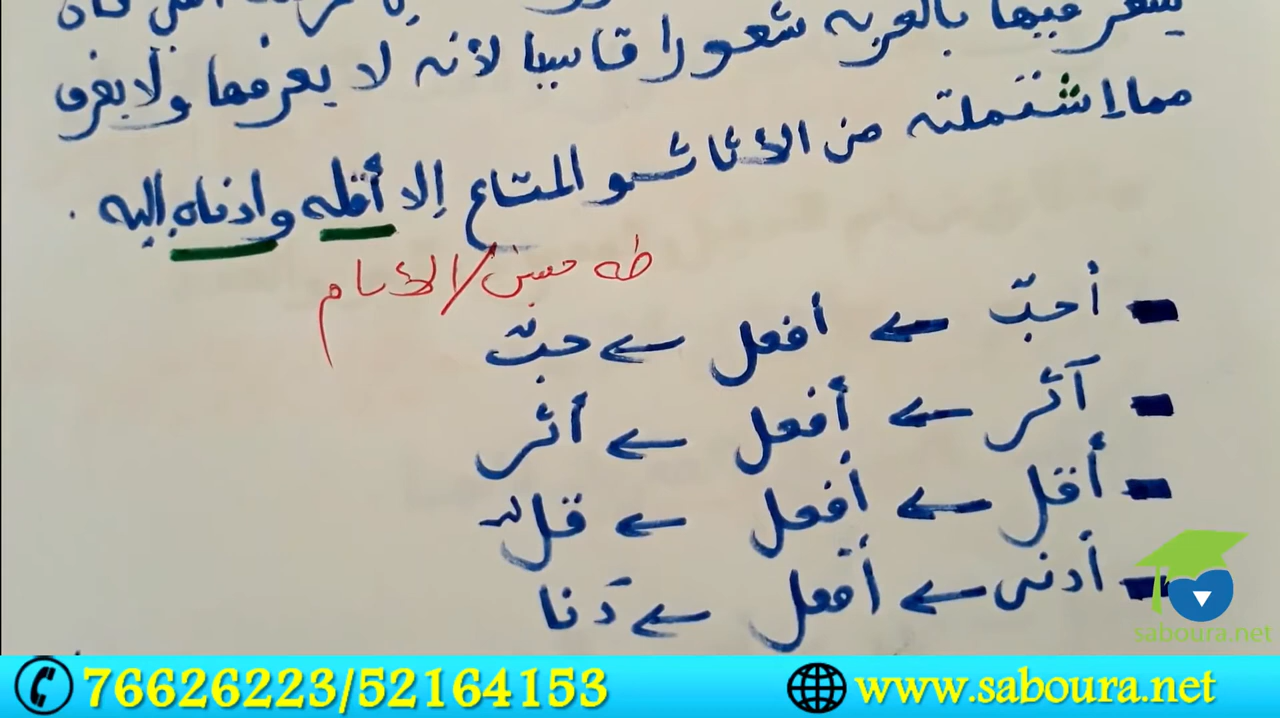 يشعر فيها بالغربة شعورا قاسيا لأنه لا يعرفها ولا يعرف
مما اشتملته من الأثاث والمتاع إلا أقله وادناه إليه .
طه حسين / الأيام
أحبّ ← أفعل ← حبّ
آثر ← أفعل ← أثر
أقل ← أفعل ← قلّ
أدنى ← أفعل ← دَنا
saboura.net
76626223/52164153
www.saboura.net